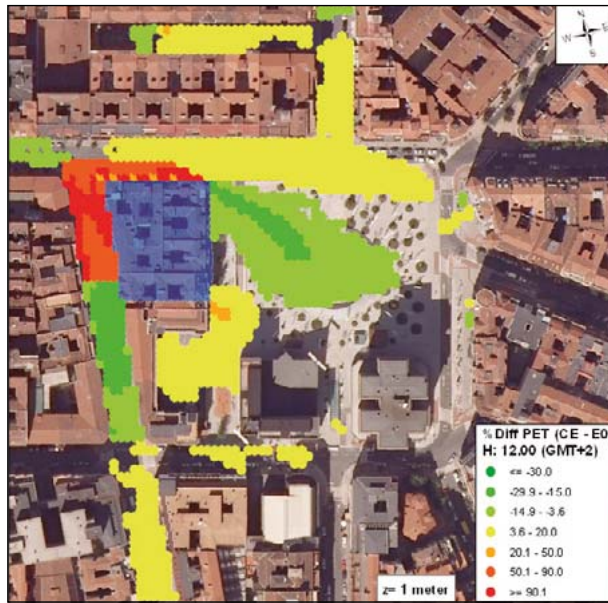 N
W E
S
% Diff PET (CE - E0
H: 12.00 (GMT+2)
<= -30.0
-29.9 - -15.0
-14.9 - -3.6
3.6 - 20.0
20.1 - 50.0
50.1 - 90.0
>= 90.1
z= 1 meter